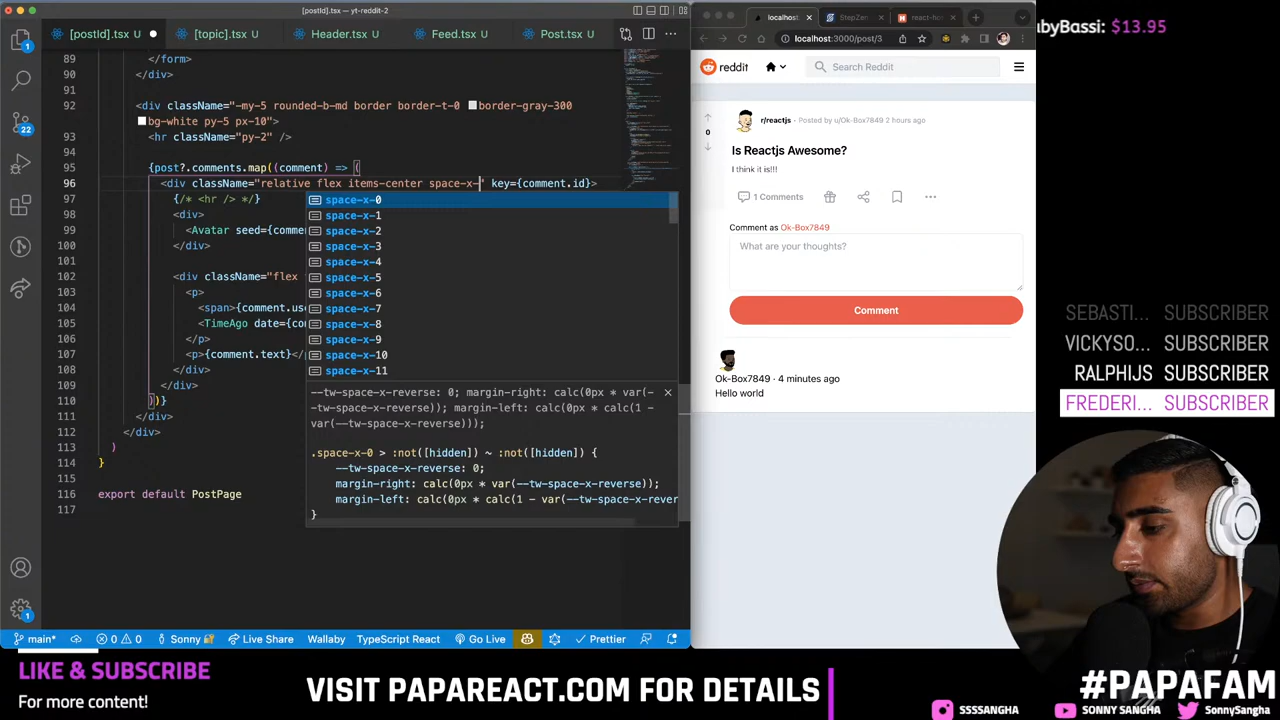 [postId].tsx — yt-reddit-2
[postId].tsx U
[topic].tsx U
Header.tsx U
Feed.tsx U
Post.tsx U
89 </form>
90 </div>
91
92 <div className="-my-5 rounded-b-md border border-t-0 border-gray-300
bg-white py-5 px-10">
93 <hr className="py-2" />
94
95 {post?.comments.map((comment) => (
96 <div className="relative flex items-center space-x-" key={comment.id}>
97 {/* <hr /> */}
98 <div>
99 <Avatar seed={comme
100 </div>
101
102 <div className="flex
103 <p>
104 <span>{comment.use
105 <TimeAgo date={com
106 </p>
107 <p>{comment.text}</p
108 </div>
109 </div>
110 ))}
111 </div>
112 </div>
113 )
114 }
115
116 export default PostPage
117
space-x-0
space-x-1
space-x-2
space-x-3
space-x-4
space-x-5
space-x-6
space-x-7
space-x-8
space-x-9
space-x-10
space-x-11
--tw-space-x-reverse: 0; margin-right: calc(0px * var(-
-tw-space-x-reverse)); margin-left: calc(0px * calc(1 -
var(--tw-space-x-reverse)));
.space-x-0 > :not([hidden]) ~ :not([hidden]) {
--tw-space-x-reverse: 0;
margin-right: calc(0px * var(--tw-space-x-reverse));
margin-left: calc(0px * calc(1 - var(--tw-space-x-rever
}
1
22
1
main*
0
0
Sonny
Live Share
Wallaby
TypeScript React
Go Live
Prettier
localhost:
StepZen
react-hot
localhost:3000/post/3
reddit
Search Reddit
0
r/reactjs • Posted by u/Ok-Box7849 2 hours ago
Is Reactjs Awesome?
I think it is!!!
1 Comments
Comment as Ok-Box7849
What are your thoughts?
Comment
Ok-Box7849 · 4 minutes ago
Hello world
abyBassi: $13.95
SEBASTI... SUBSCRIBER
VICKYSO... SUBSCRIBER
RALPHIJS SUBSCRIBER
FREDERI... SUBSCRIBER
LIKE & SUBSCRIBE
For more content!
VISIT PAPAREACT.COM FOR DETAILS
#PAPAFAM
SSSSANGHA
SONNY SANGHA
SonnySangha